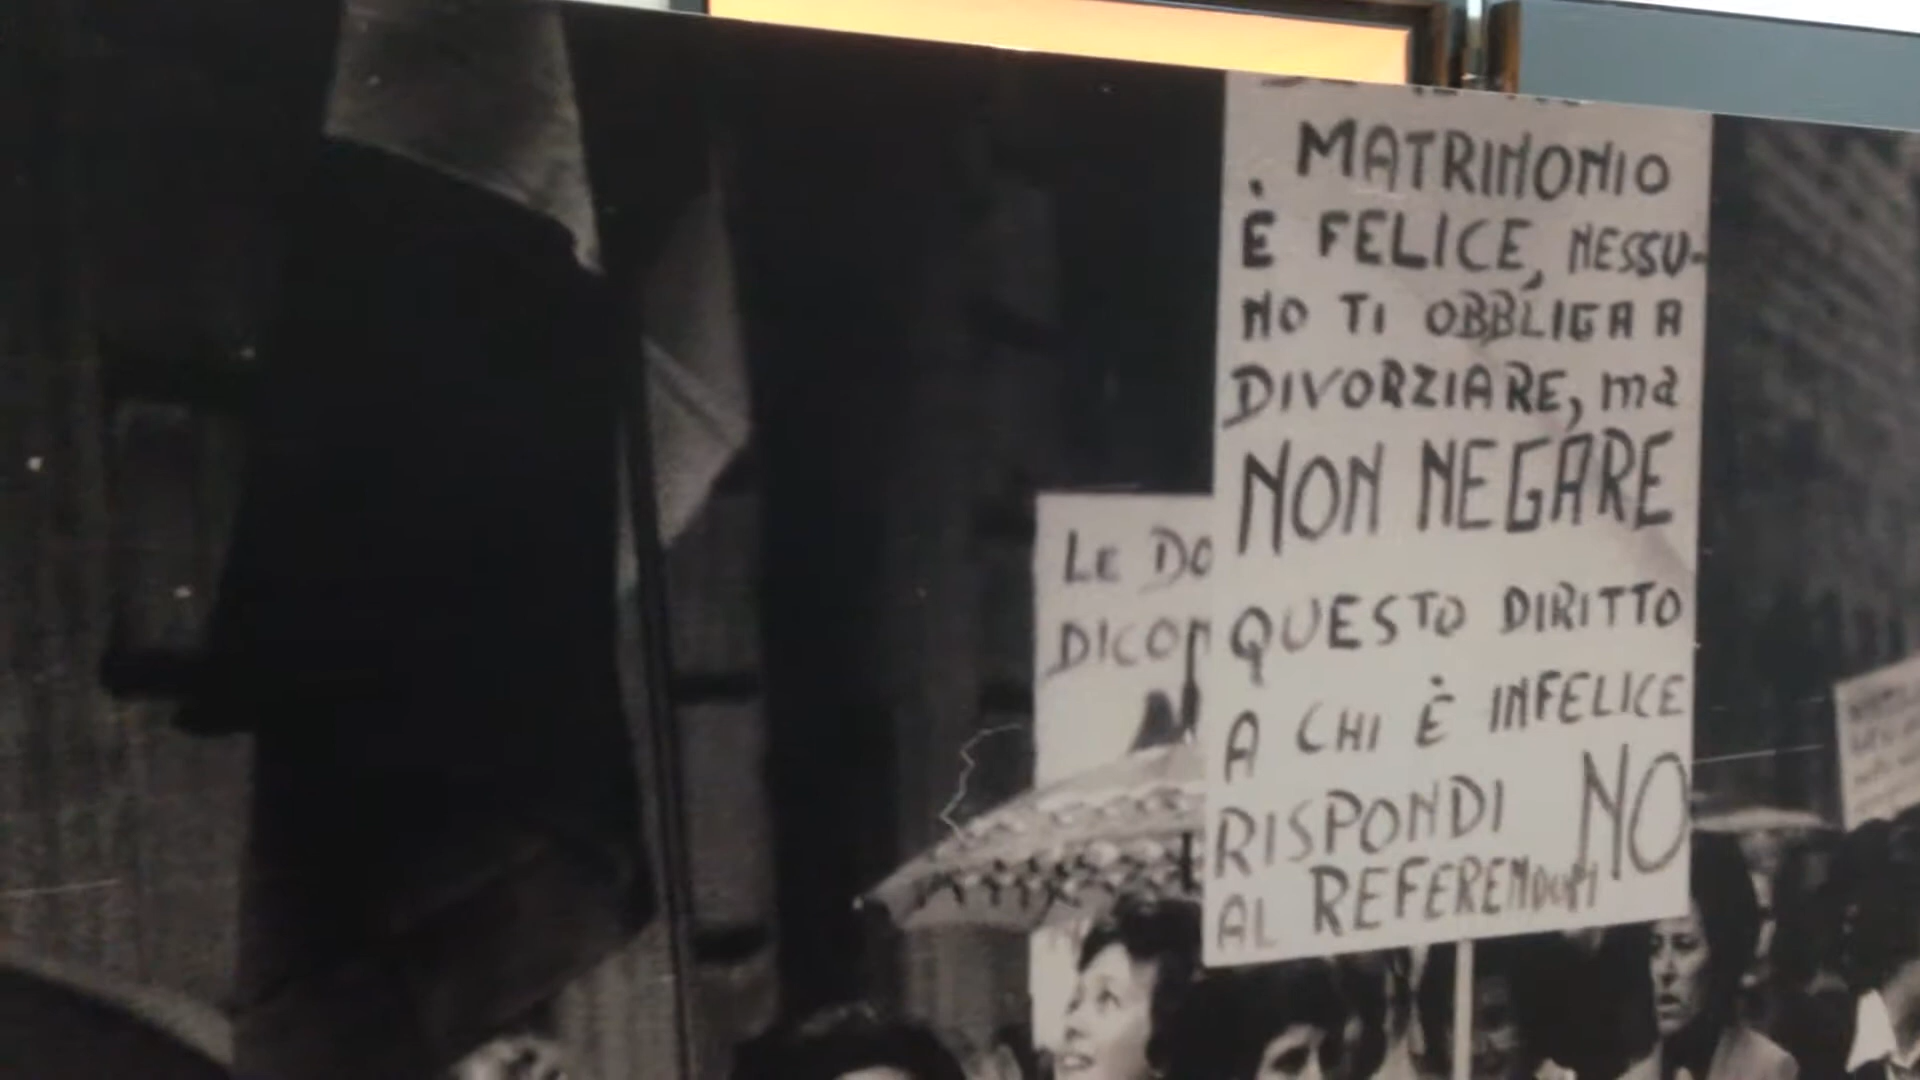 MATRIMONIO
È FELICE, NESSU-
NO TI OBBLIGA A
DIVORZIARE, ma
NON NEGARE
QUESTO DIRITTO
A CHI È INFELICE
RISPONDI NO
AL REFERENDUM
LE DO
DICO